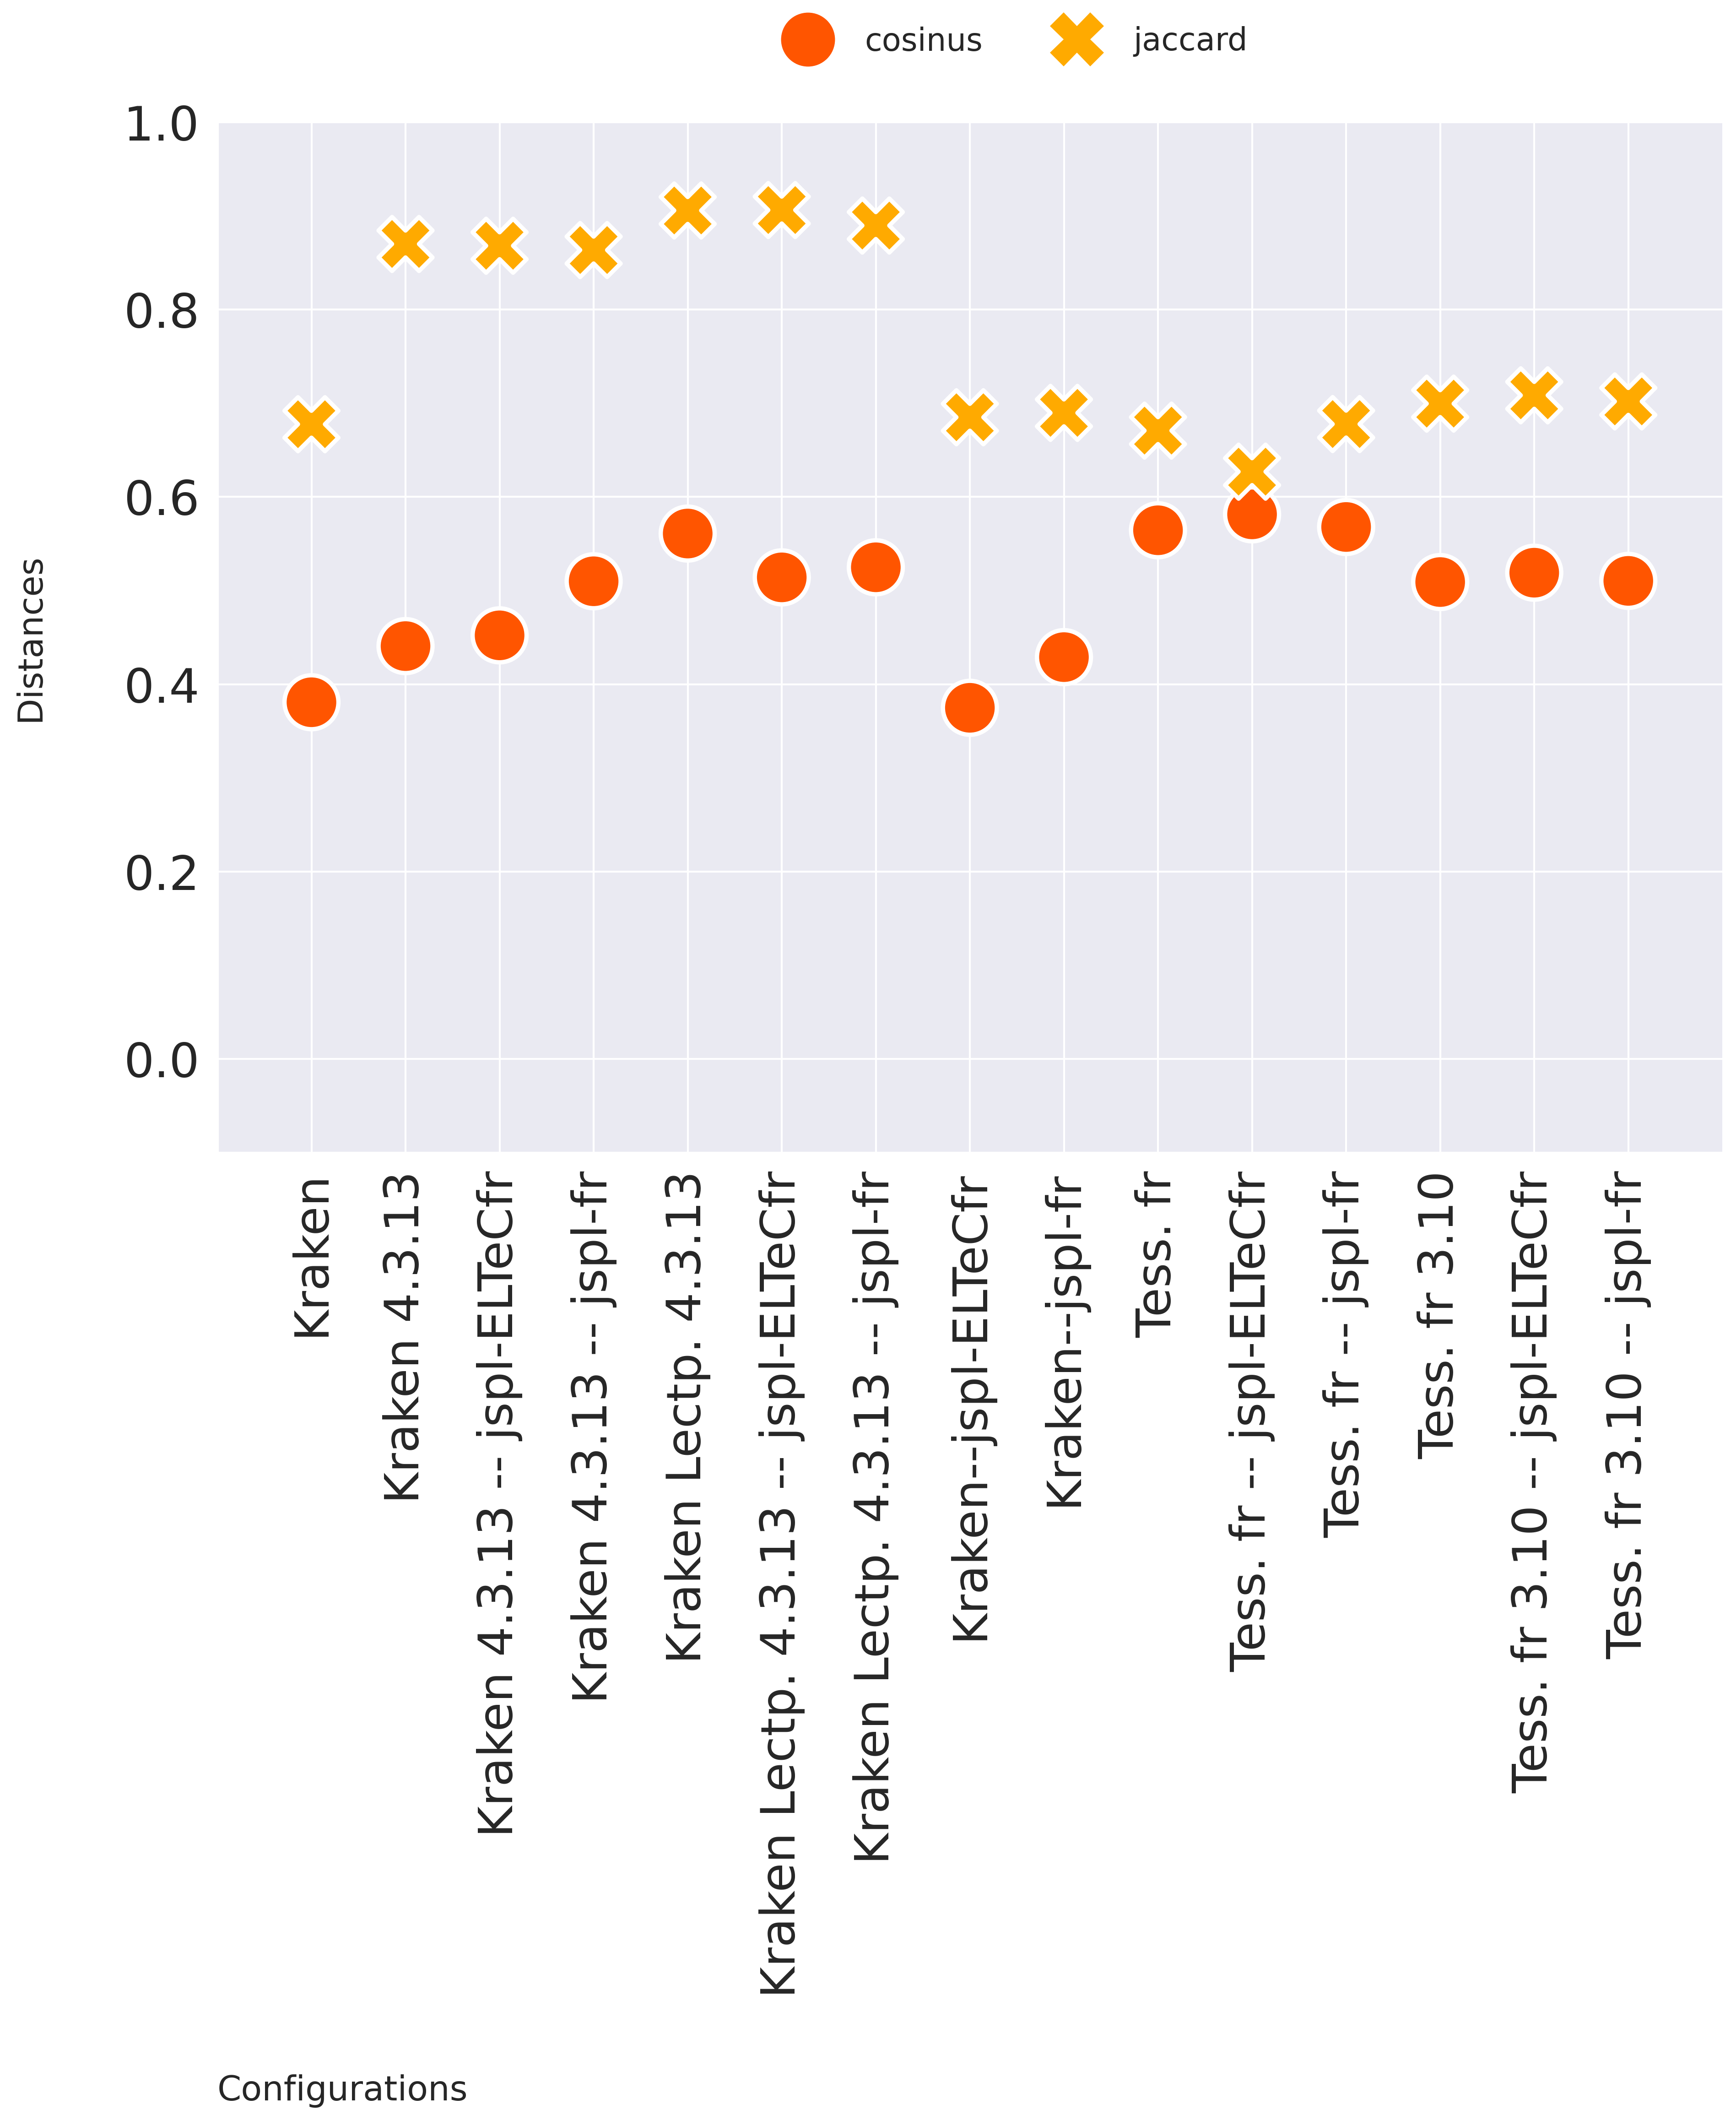 cosinus jaccard
1.0
0.8
0.6
0.4
0.2
0.0
Distances
Kraken
Kraken 4.3.13
Kraken 4.3.13 -- jspl-ELTeCfr
Kraken 4.3.13 -- jspl-fr
Kraken Lectp. 4.3.13
Kraken Lectp. 4.3.13 -- jspl-ELTeCfr
Kraken Lectp. 4.3.13 -- jspl-fr
Kraken--jspl-ELTeCfr
Kraken--jspl-fr
Tess. fr
Tess. fr -- jspl-ELTeCfr
Tess. fr -- jspl-fr
Tess. fr 3.10
Tess. fr 3.10 -- jspl-ELTeCfr
Tess. fr 3.10 -- jspl-fr
Configurations